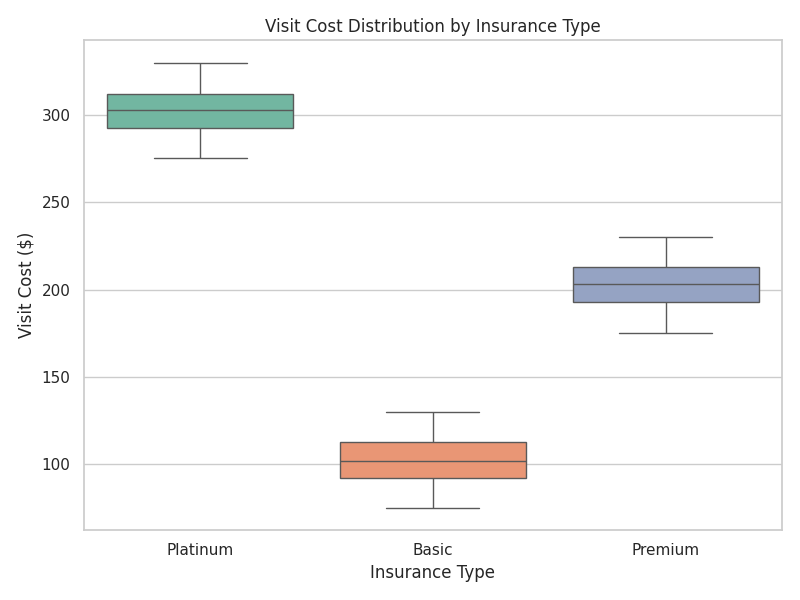 Visit Cost Distribution by Insurance Type
Visit Cost ($)
300
250
200
150
100
Platinum
Basic
Premium
Insurance Type